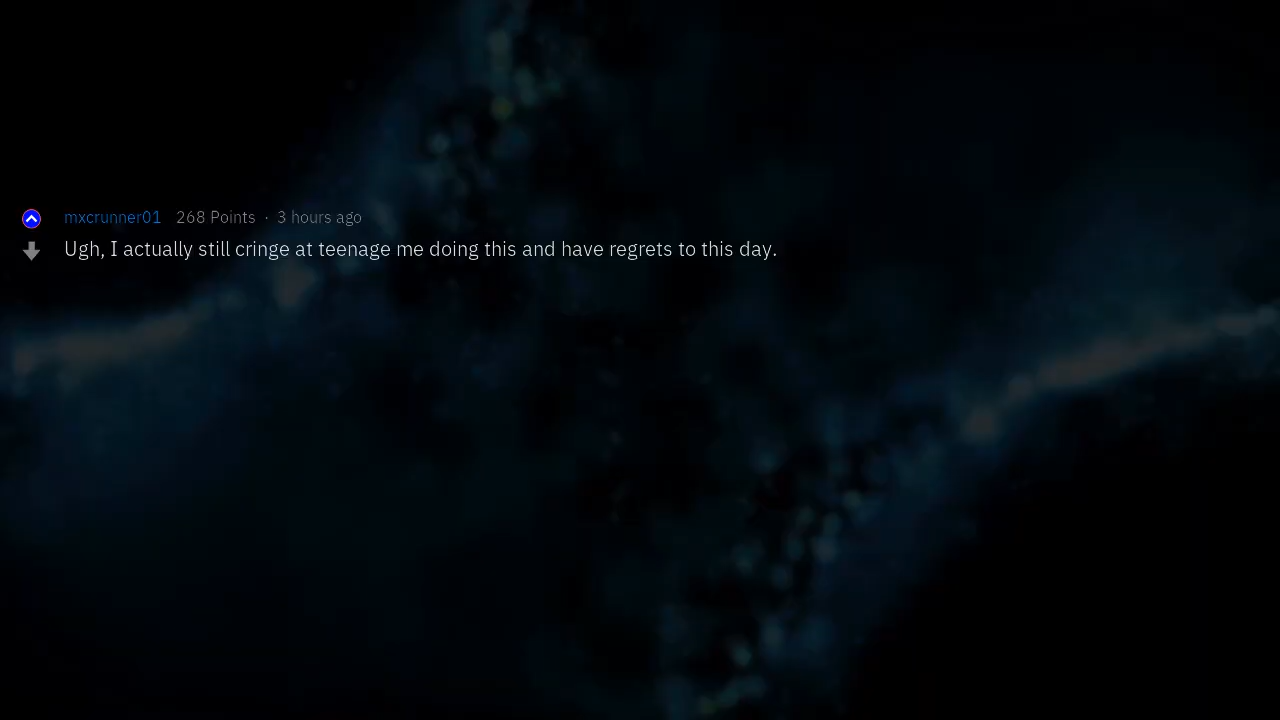 mxcrunner01 268 Points · 3 hours ago
Ugh, I actually still cringe at teenage me doing this and have regrets to this day.